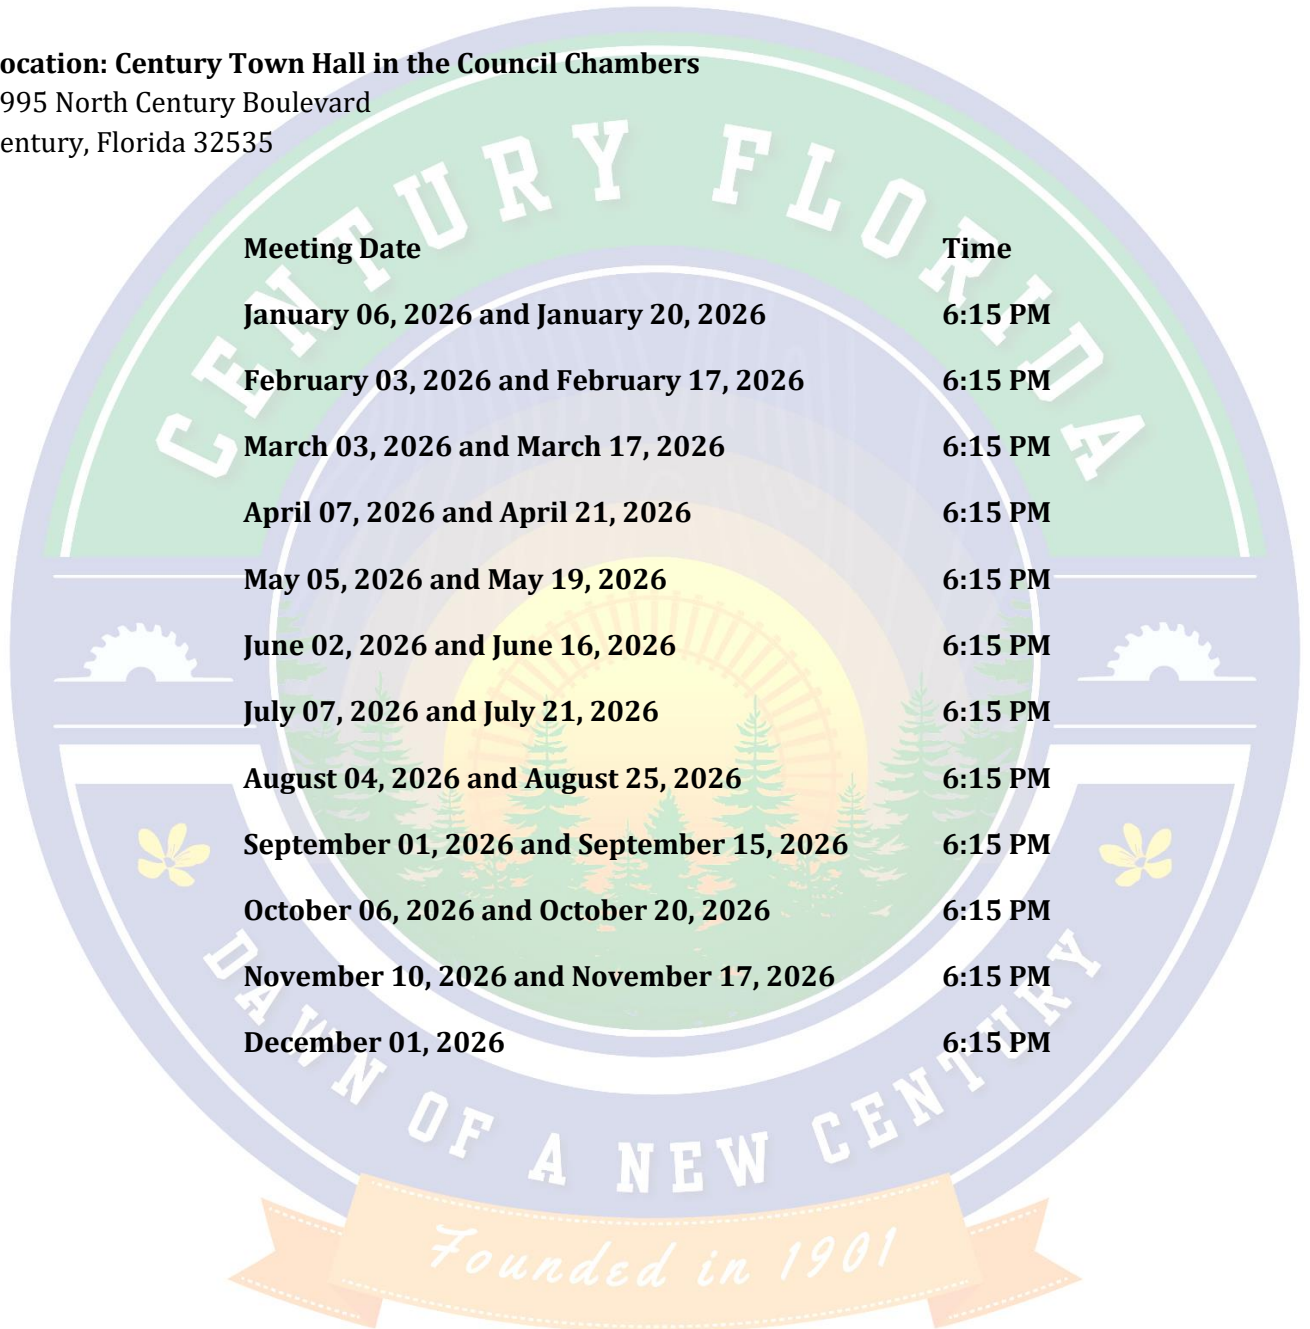 ocation: Century Town Hall in the Council Chambers
995 North Century Boulevard
entury, Florida 32535
CENTURY FLORIDA
Meeting Date Time
January 06, 2026 and January 20, 2026 6:15 PM
February 03, 2026 and February 17, 2026 6:15 PM
March 03, 2026 and March 17, 2026 6:15 PM
April 07, 2026 and April 21, 2026 6:15 PM
May 05, 2026 and May 19, 2026 6:15 PM
June 02, 2026 and June 16, 2026 6:15 PM
July 07, 2026 and July 21, 2026 6:15 PM
August 04, 2026 and August 25, 2026 6:15 PM
September 01, 2026 and September 15, 2026 6:15 PM
October 06, 2026 and October 20, 2026 6:15 PM
November 10, 2026 and November 17, 2026 6:15 PM
December 01, 2026 6:15 PM
DAWN OF A NEW CENTURY
Founded in 1901